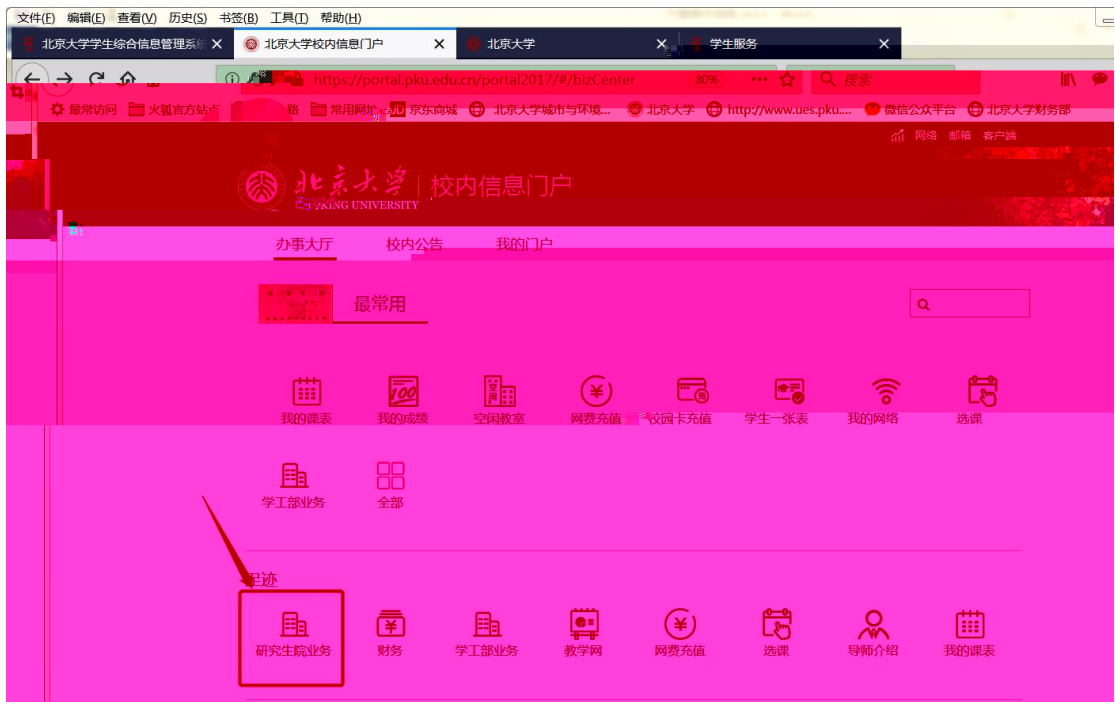 文件(F) 编辑(E) 查看(V) 历史(S) 书签(B) 工具(T) 帮助(H)
北京大学学生综合信息管理系统 北京大学校内信息门户 北京大学 学生服务
https://portal.pku.edu.cn/portal2017/#/bizCenter 80% 搜索
最常访问 火狐官方站点 常用网址 JD 京东商城 北京大学城市与环境... 北京大学 http://www.ues.pku.... 微信公众平台 北京大学财务部
网络 邮箱 客户端
北京大学 校内信息门户
PEKING UNIVERSITY
办事大厅 校内公告 我的门户
最常用
我的课表 我的成绩 空闲教室 网费充值 校园卡充值 学生一张表 我的网络 选课
学工部业务 全部
足迹
研究生院业务 财务 学工部业务 教学网 网费充值 选课 导师介绍 我的课表